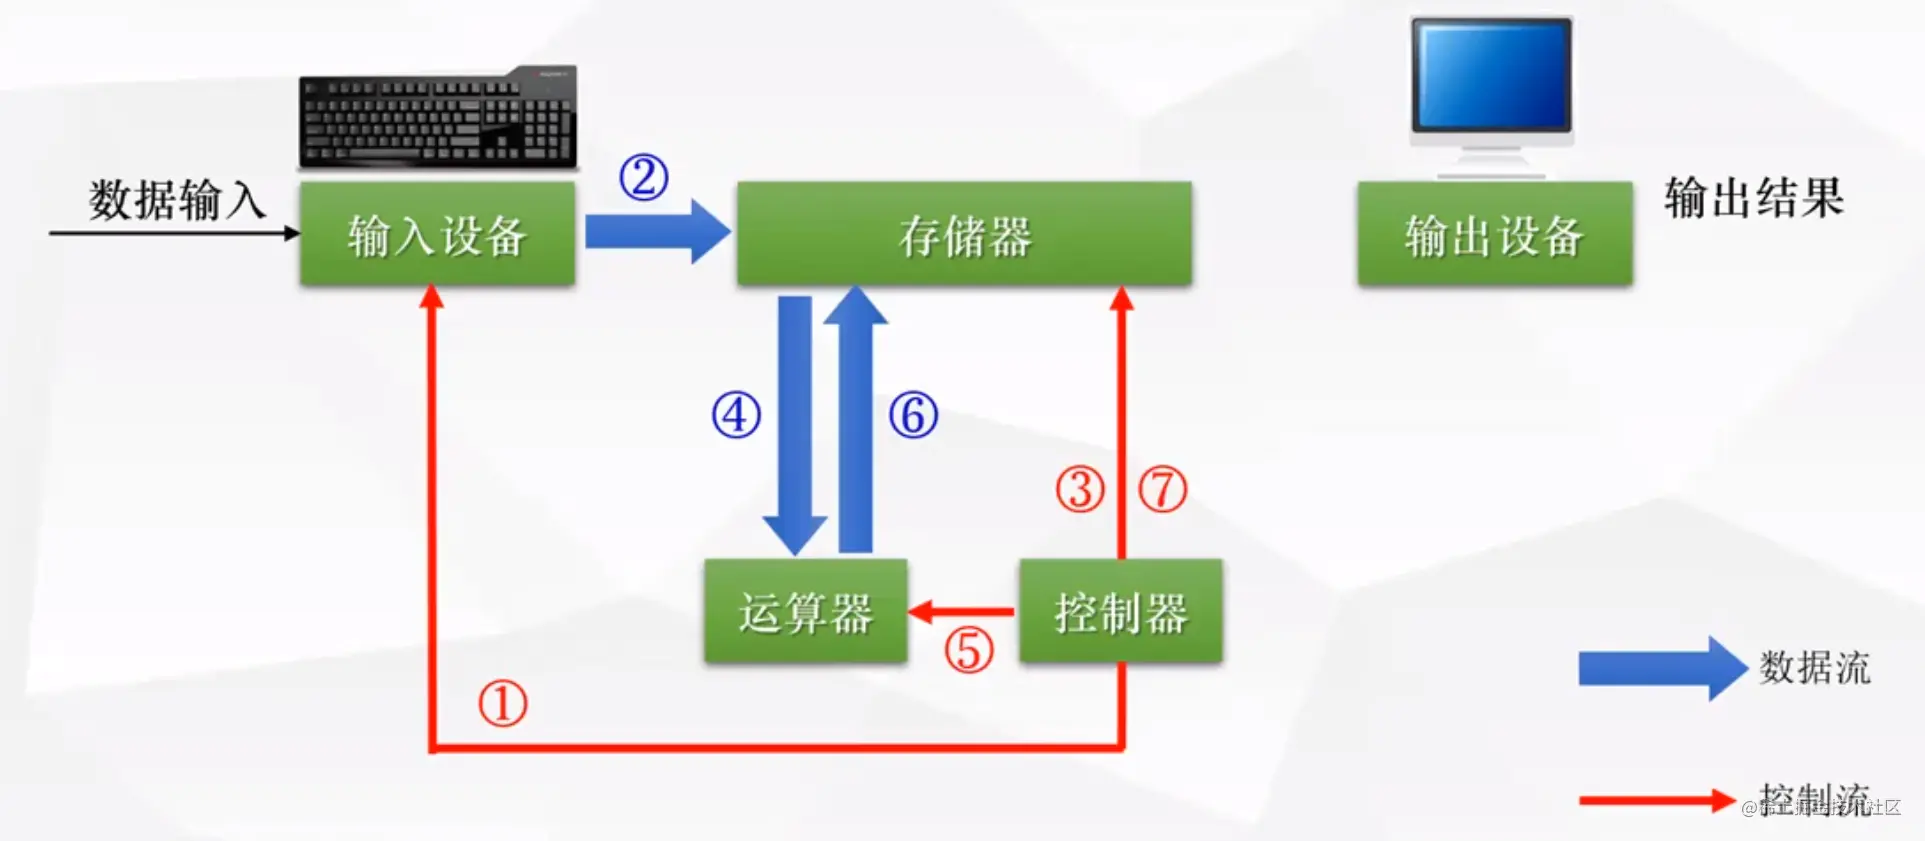 数据输入
输入设备
②
存储器
输出设备
输出结果
④
⑥
③
⑦
运算器
控制器
⑤
①
数据流
控制流
@稀土掘金技术社区